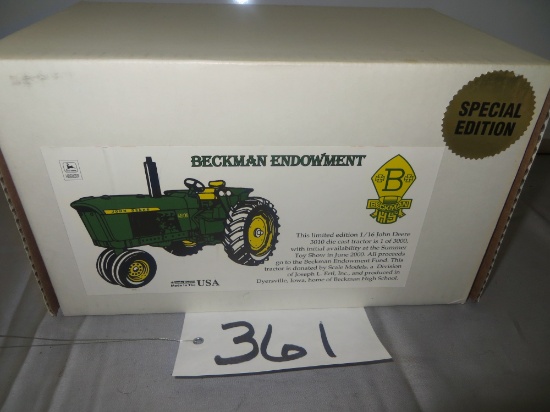 SPECIAL
EDITION
BECKMAN ENDOWMENT
B
BECKMAN
HS
JOHN DEERE
This limited edition 1/16 John Deere
3010 die cast tractor is 1 of 3000,
with initial availability at the Summer
Toy Show in June 2000. All proceeds
go to the Beckman Endowment Fund. This
tractor is donated by Scale Models, a Division
of Joseph L. Ertl, Inc., and produced in
Dyersville, Iowa, home of Beckman High School.
USA
361